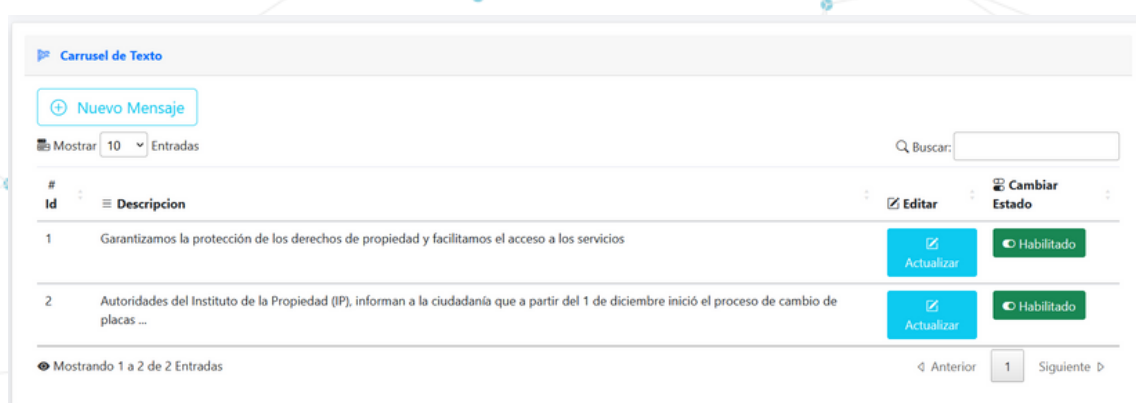 Carrusel de Texto
Nuevo Mensaje
Mostrar 10 Entradas
Buscar:
# Id
Descripcion
Editar
Cambiar Estado
1
Garantizamos la protección de los derechos de propiedad y facilitamos el acceso a los servicios
Actualizar
Habilitado
2
Autoridades del Instituto de la Propiedad (IP), informan a la ciudadanía que a partir del 1 de diciembre inició el proceso de cambio de
placas ...
Actualizar
Habilitado
Mostrando 1 a 2 de 2 Entradas
Anterior 1 Siguiente